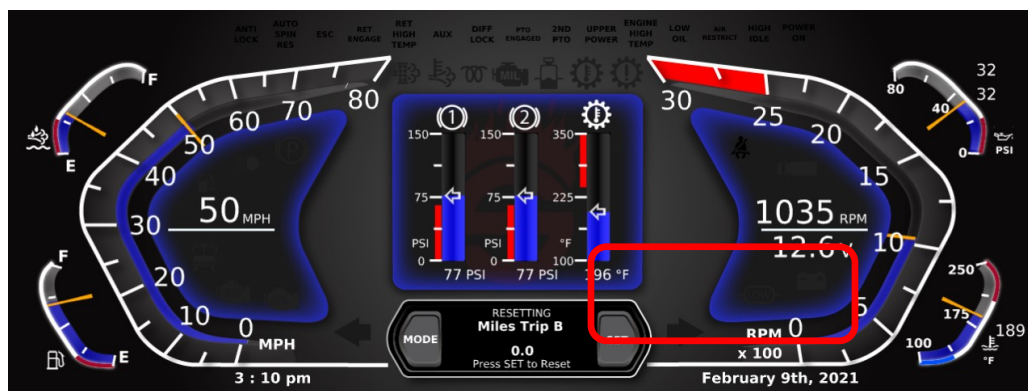 ANTI LOCK
AUTO SPIN RES
ESC
RET ENGAGE
RET HIGH TEMP
AUX
DIFF LOCK
PTO ENGAGED
2ND PTO
UPPER POWER
ENGINE HIGH TEMP
LOW OIL
AIR RESTRICT
HIGH IDLE
POWER ON
MIL
F
E
80
70
60
50
40
30
20
10
0
50 MPH
MPH
1
2
150
75
PSI
0
77 PSI
150
75
PSI
0
77 PSI
350
225
°F
100
196 °F
30
25
20
15
10
5
0
1035 RPM
12.6 V
RPM
x 100
80
40
0
32
32
PSI
F
E
250
175
100
189
°F
MODE
RESETTING
Miles Trip B
0.0
Press SET to Reset
3 : 10 pm
February 9th, 2021